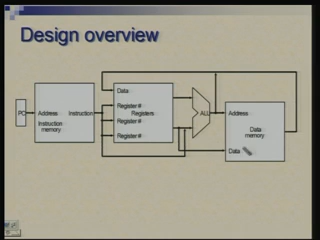 Design overview
PC
Address
Instruction
Instruction
memory
Data
Register#
Registers
Register#
Register#
ALU
Address
Data
memory
Data